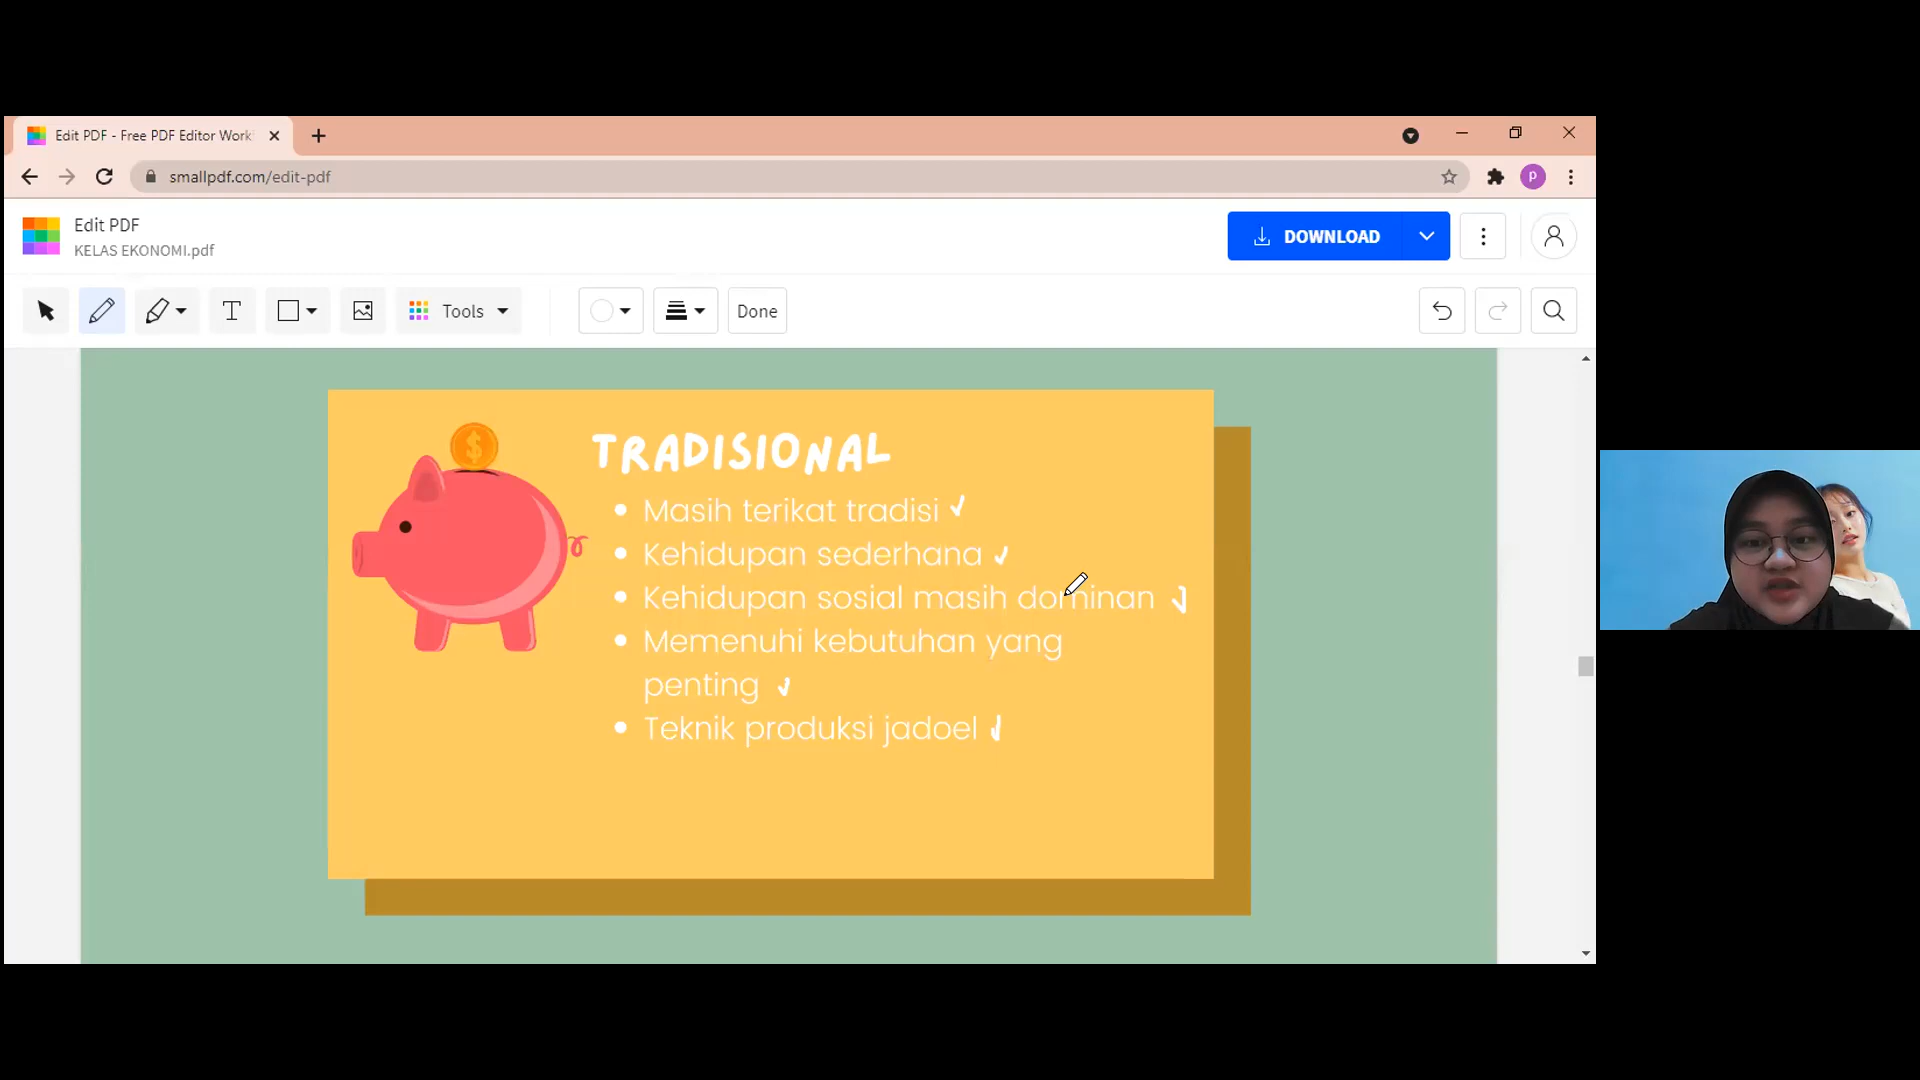 Edit PDF - Free PDF Editor Work
smallpdf.com/edit-pdf
P
Edit PDF
KELAS EKONOMI.pdf
DOWNLOAD
T
Tools
Done
$
TRADISIONAL
Masih terikat tradisi
Kehidupan sederhana
Kehidupan sosial masih dominan
Memenuhi kebutuhan yang
penting
Teknik produksi jadoel